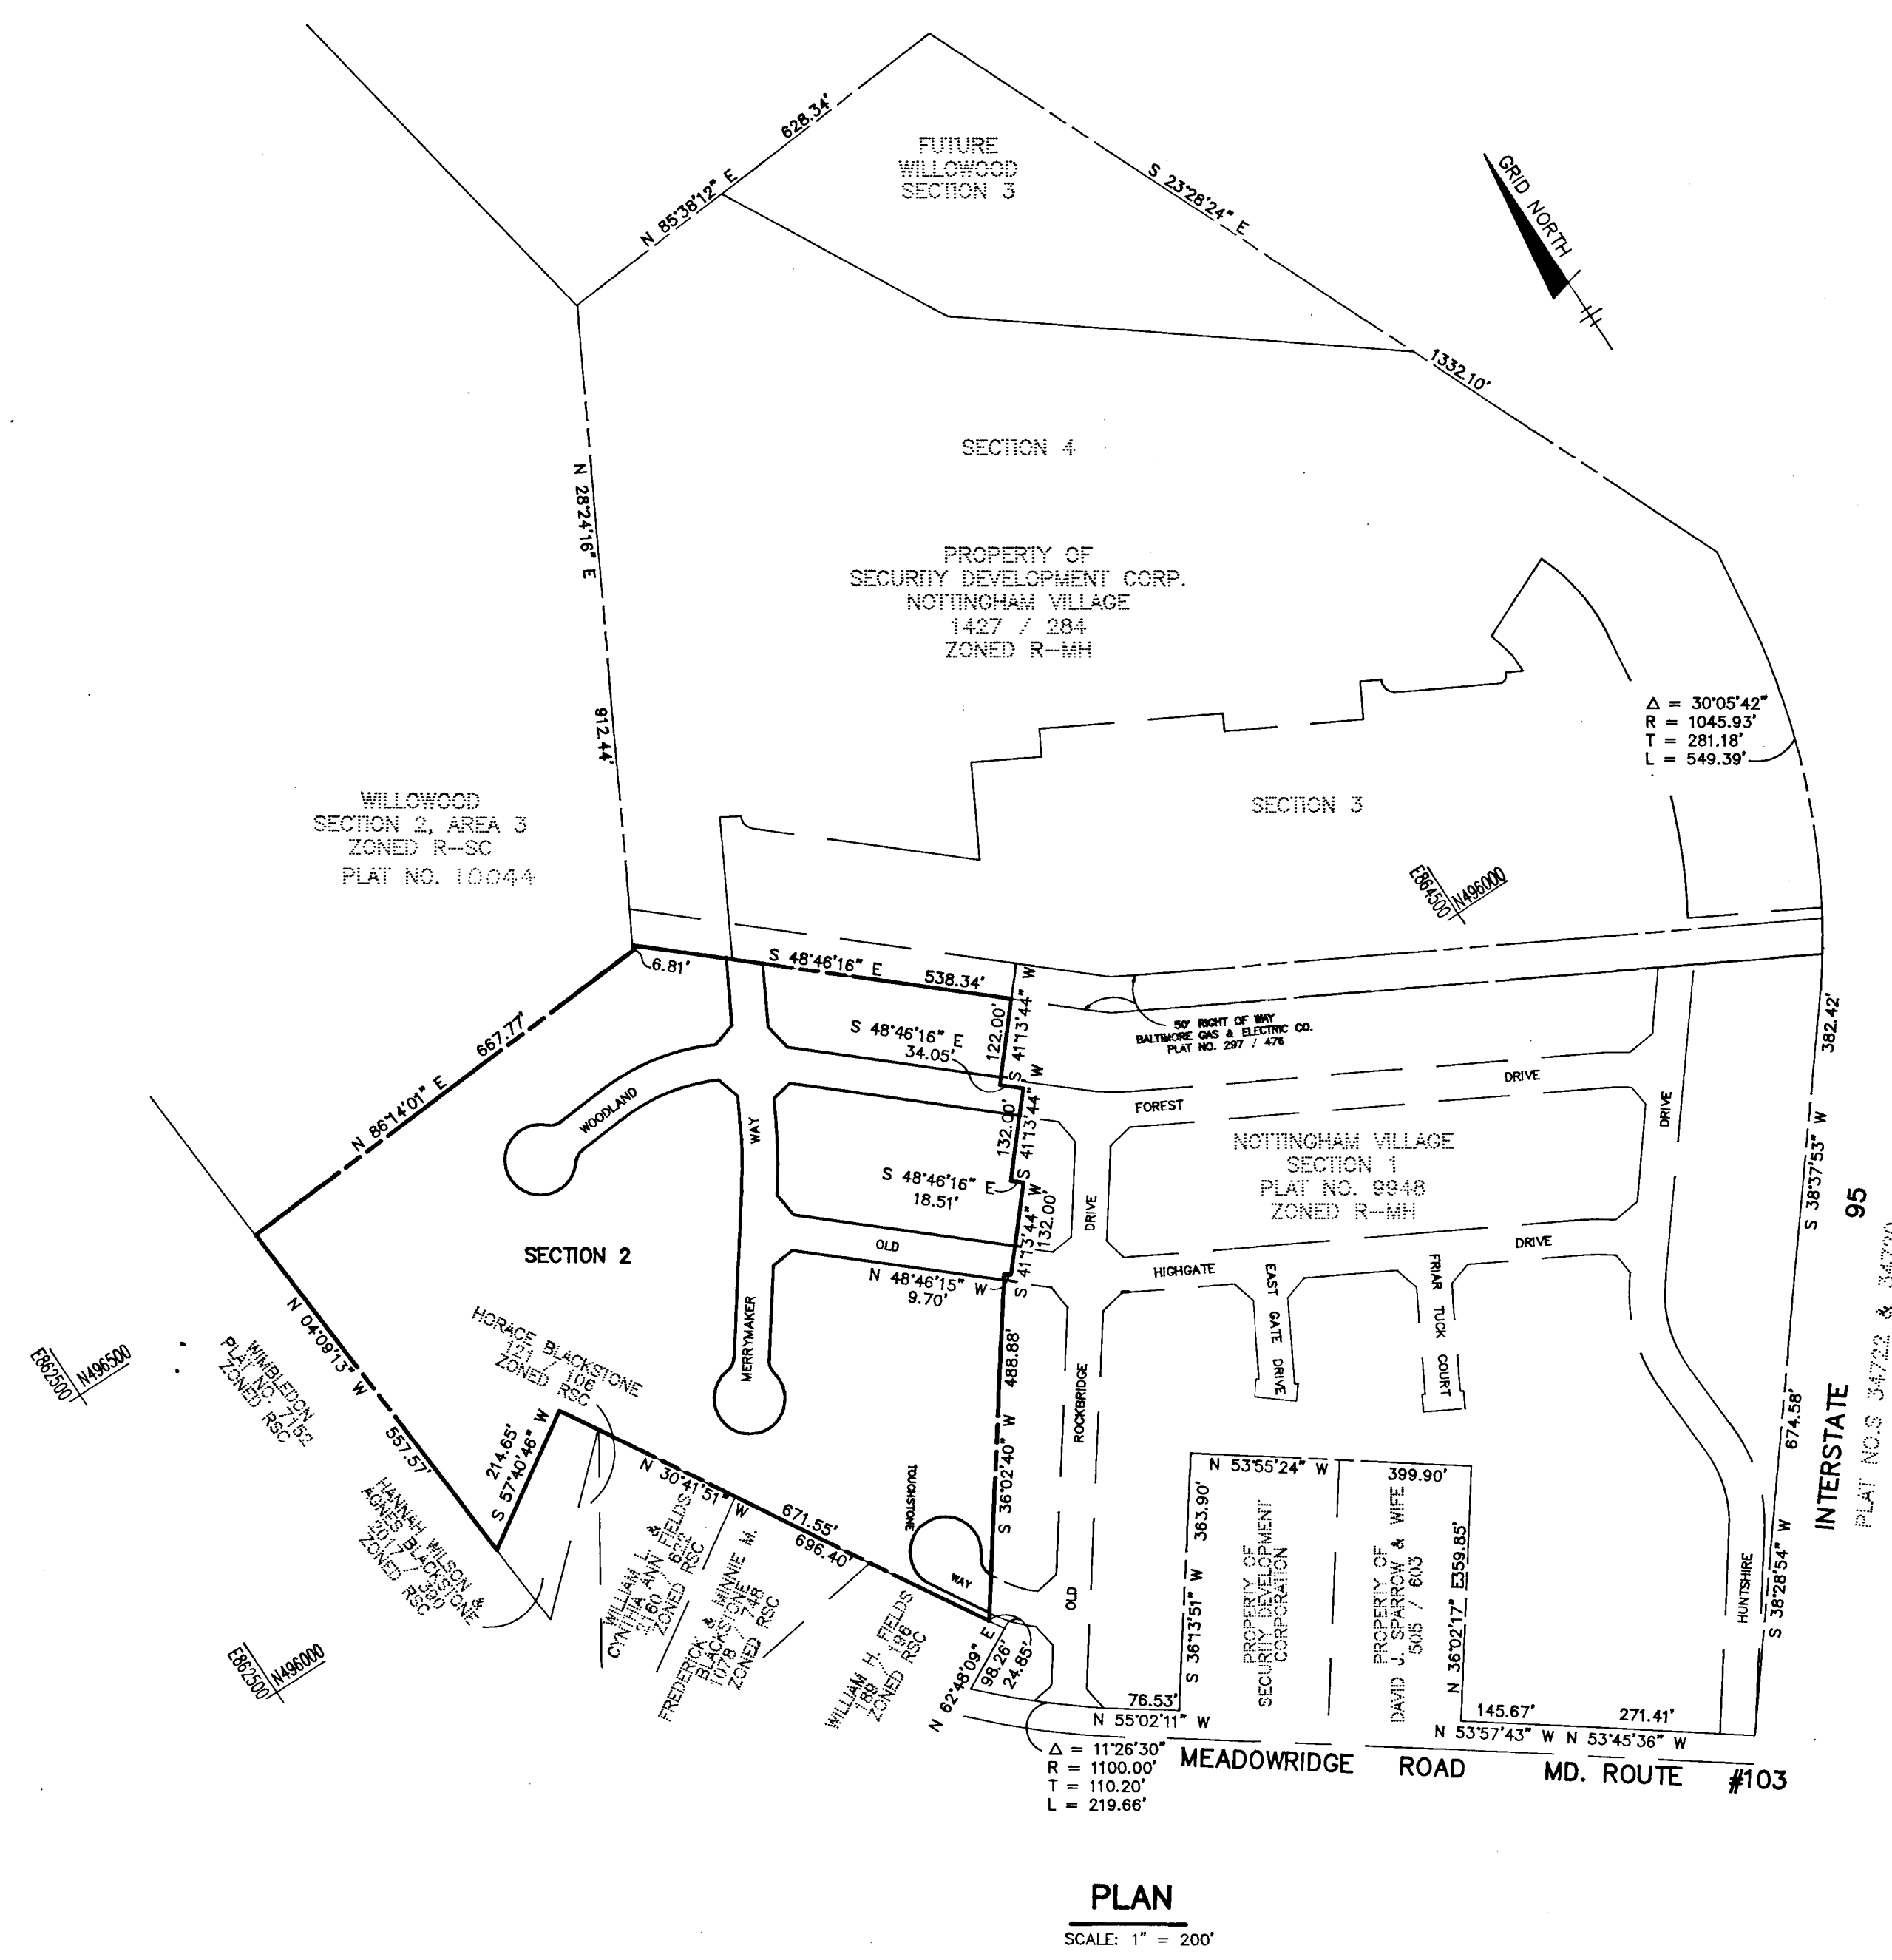 628.34'
N 85°38'12" E
FUTURE
WILLOWOOD
SECTION 3
S 23°28'24" E
1332.10'
GRID NORTH
SECTION 4
N 28°24'16" E
912.44'
PROPERTY OF
SECURITY DEVELOPMENT CORP.
NOTTINGHAM VILLAGE
1427 / 284
ZONED R-MH
Δ = 30°05'42"
R = 1045.93'
T = 281.18'
L = 549.39'
WILLOWOOD
SECTION 2, AREA 3
ZONED R-SC
PLAT NO. 10044
SECTION 3
E864500
N496000
6.81'
S 48°46'16" E
538.34'
S 41°13'44" W
122.00'
50' RIGHT OF WAY
BALTIMORE GAS & ELECTRIC CO.
PLAT NO. 297 / 476
S 48°46'16" E
34.05'
667.77'
N 86°14'01" E
WOODLAND
WAY
FOREST
DRIVE
DRIVE
132.00'
S 41°13'44" W
S 48°46'16" E
18.51'
S 41°13'44" W
132.00'
DRIVE
NOTTINGHAM VILLAGE
SECTION 1
PLAT NO. 9948
ZONED R-MH
382.42'
S 38°37'53" W
SECTION 2
OLD
N 48°46'15" W
9.70'
HIGHGATE
DRIVE
EAST GATE DRIVE
FRIAR TUCK COURT
MERRYMAKER
488.88'
S 36°02'40" W
ROCKBRIDGE
OLD
INTERSTATE 95
PLAT NO.S 34722 &
674.58'
S 38°28'54" W
HUNTSHIRE
N 04°09'13" W
557.57'
E862500
N496500
WIMBLEDON
PLAT NO. 7152
ZONED RSC
HORACE BLACKSTONE
121 / 106
ZONED RSC
214.65'
S 57°40'46" W
N 30°41'51" W
671.55'
696.40'
TOUCHSTONE
WAY
HANNAH WILSON &
AGNES BLACKSTONE
2017 / 390
ZONED RSC
WILLIAM L. &
CYNTHIA ANN FIELDS
2160 / 622
ZONED RSC
FREDERICK & MINNIE M.
BLACKSTONE
1078 / 748
ZONED RSC
WILLIAM H. FIELDS
189 / 196
ZONED RSC
E862500
N496000
N 62°48'09" E
98.26'
24.85'
N 53°55'24" W
399.90'
S 36°13'51" W 363.90'
PROPERTY OF
SECURITY DEVELOPMENT
CORPORATION
PROPERTY OF
DAVID J. SPARROW & WIFE
505 / 603
N 36°02'17" E 359.85'
76.53'
N 55°02'11" W
145.67'
N 53°57'43" W
271.41'
N 53°45'36" W
Δ = 11°26'30"
R = 1100.00'
T = 110.20'
L = 219.66'
MEADOWRIDGE ROAD MD. ROUTE #103
PLAN
SCALE: 1" = 200'